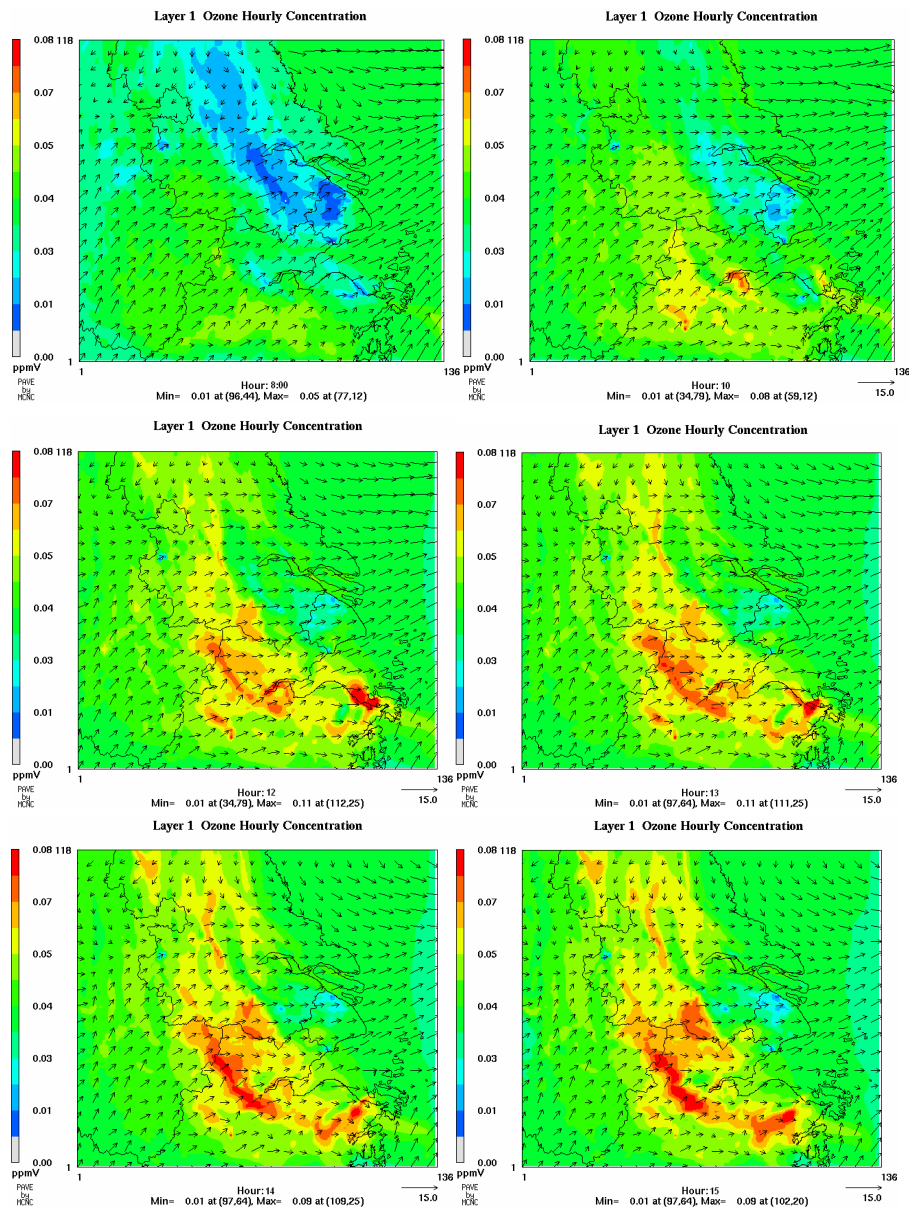 Layer 1 Ozone Hourly Concentration
0.08
118
0.07
0.05
0.04
0.03
0.01
0.00
ppmV
1
1
136
PAVE
by
MCNC
Hour: 8:00
Min= 0.01 at (96,44), Max= 0.05 at (77,12)
Layer 1 Ozone Hourly Concentration
0.08
118
0.07
0.05
0.04
0.03
0.01
0.00
ppmV
1
1
136
PAVE
by
MCNC
Hour: 10
Min= 0.01 at (34,79), Max= 0.08 at (59,12)
15.0
Layer 1 Ozone Hourly Concentration
0.08
118
0.07
0.05
0.04
0.03
0.01
0.00
ppmV
1
1
136
PAVE
by
MCNC
Hour: 12
Min= 0.01 at (34,79), Max= 0.11 at (112,25)
15.0
Layer 1 Ozone Hourly Concentration
0.08
118
0.07
0.05
0.04
0.03
0.01
0.00
ppmV
1
1
136
PAVE
by
MCNC
Hour: 13
Min= 0.01 at (97,64), Max= 0.11 at (111,25)
15.0
Layer 1 Ozone Hourly Concentration
0.08
118
0.07
0.05
0.04
0.03
0.01
0.00
ppmV
1
1
136
PAVE
by
MCNC
Hour: 14
Min= 0.01 at (97,64), Max= 0.09 at (109,25)
15.0
Layer 1 Ozone Hourly Concentration
0.08
118
0.07
0.05
0.04
0.03
0.01
0.00
ppmV
1
1
136
PAVE
by
MCNC
Hour: 15
Min= 0.01 at (97,64), Max= 0.09 at (102,20)
15.0